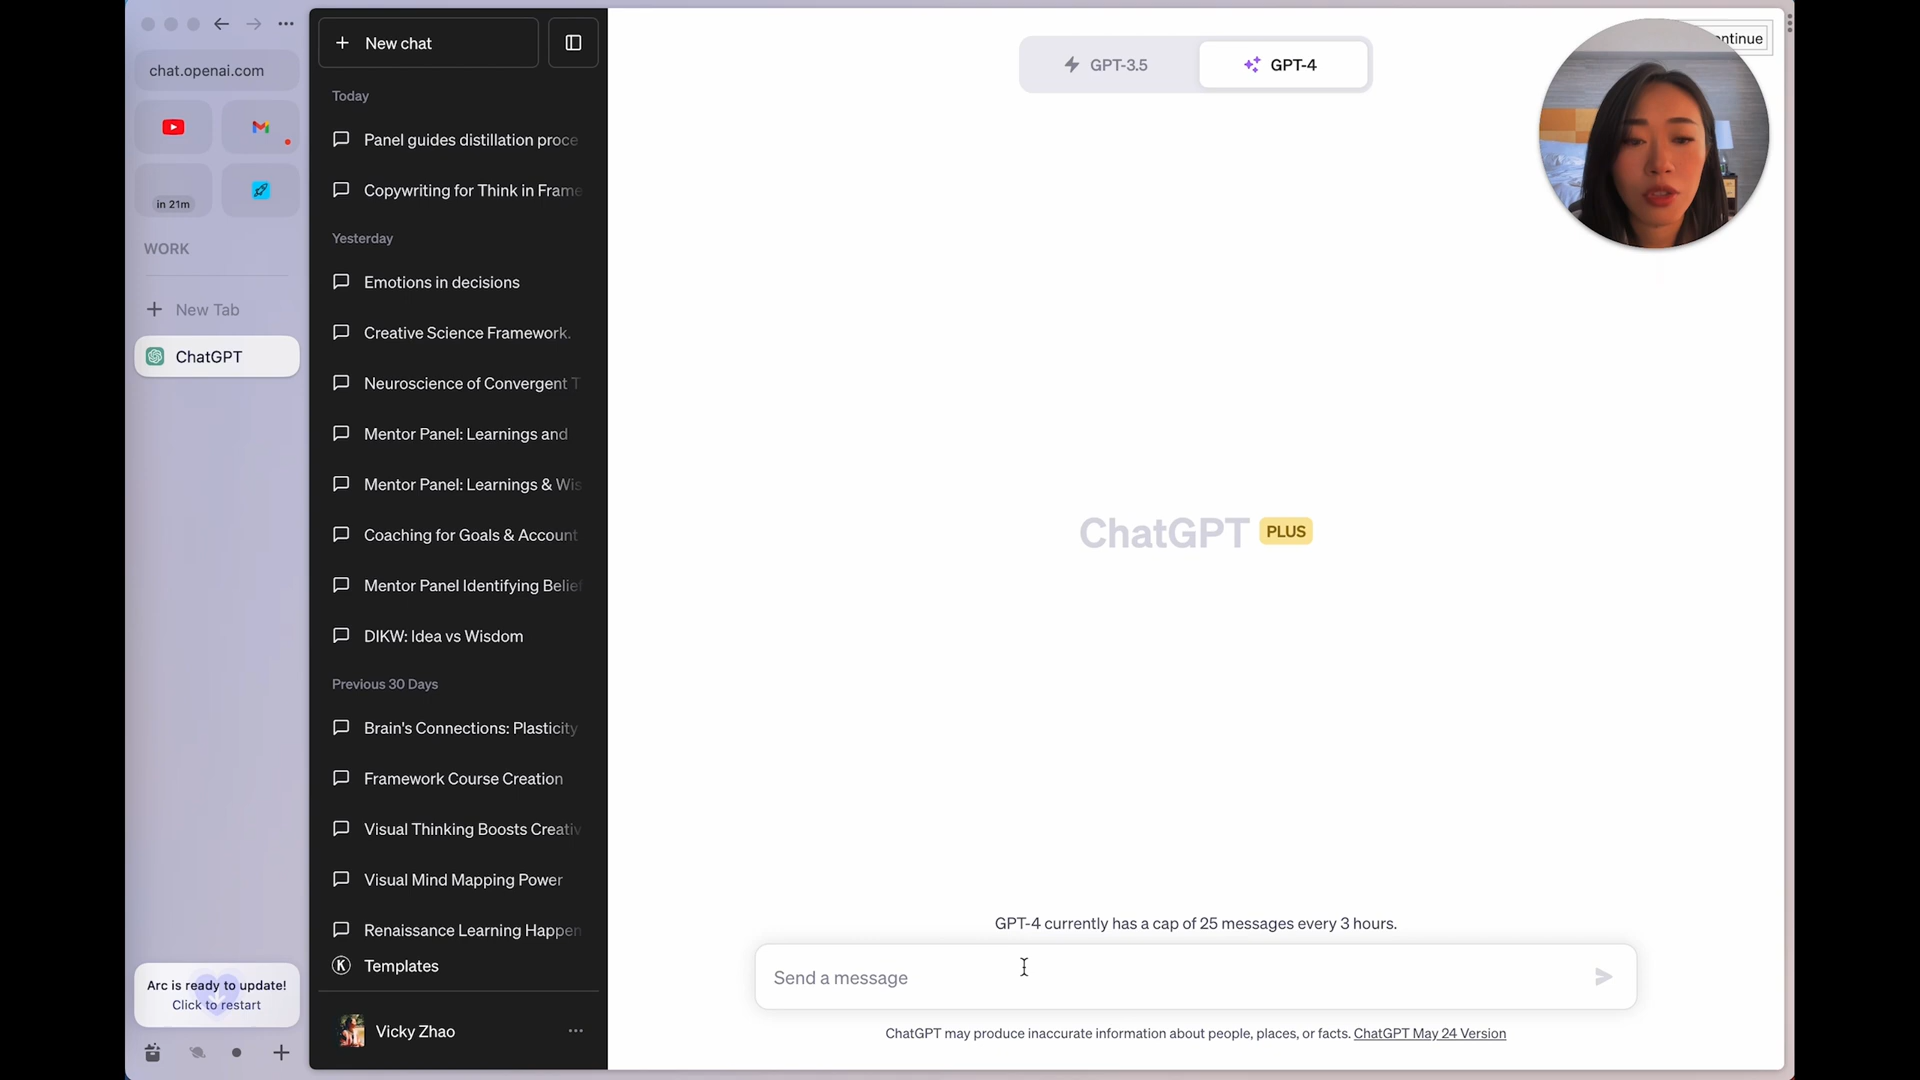 chat.openai.com
in 21m
WORK
New Tab
ChatGPT
Arc is ready to update!
Click to restart
New chat
Today
Panel guides distillation proce
Copywriting for Think in Frame
Yesterday
Emotions in decisions
Creative Science Framework.
Neuroscience of Convergent T
Mentor Panel: Learnings and
Mentor Panel: Learnings & Wis
Coaching for Goals & Account
Mentor Panel Identifying Belief
DIKW: Idea vs Wisdom
Previous 30 Days
Brain's Connections: Plasticity
Framework Course Creation
Visual Thinking Boosts Creativ
Visual Mind Mapping Power
Renaissance Learning Happen
K Templates
Vicky Zhao
GPT-3.5
GPT-4
ntinue
ChatGPT PLUS
GPT-4 currently has a cap of 25 messages every 3 hours.
Send a message
ChatGPT may produce inaccurate information about people, places, or facts. ChatGPT May 24 Version